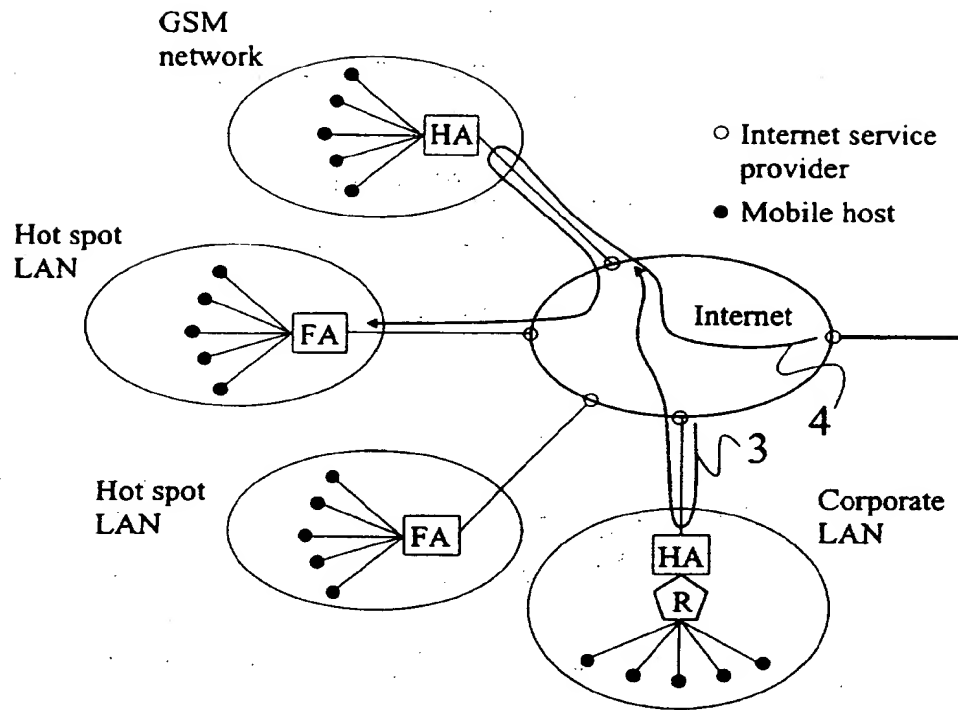 GSM
network
HA
Internet service
provider
Mobile host
Hot spot
LAN
FA
Internet
4
3
Hot spot
LAN
FA
Corporate
LAN
HA
R